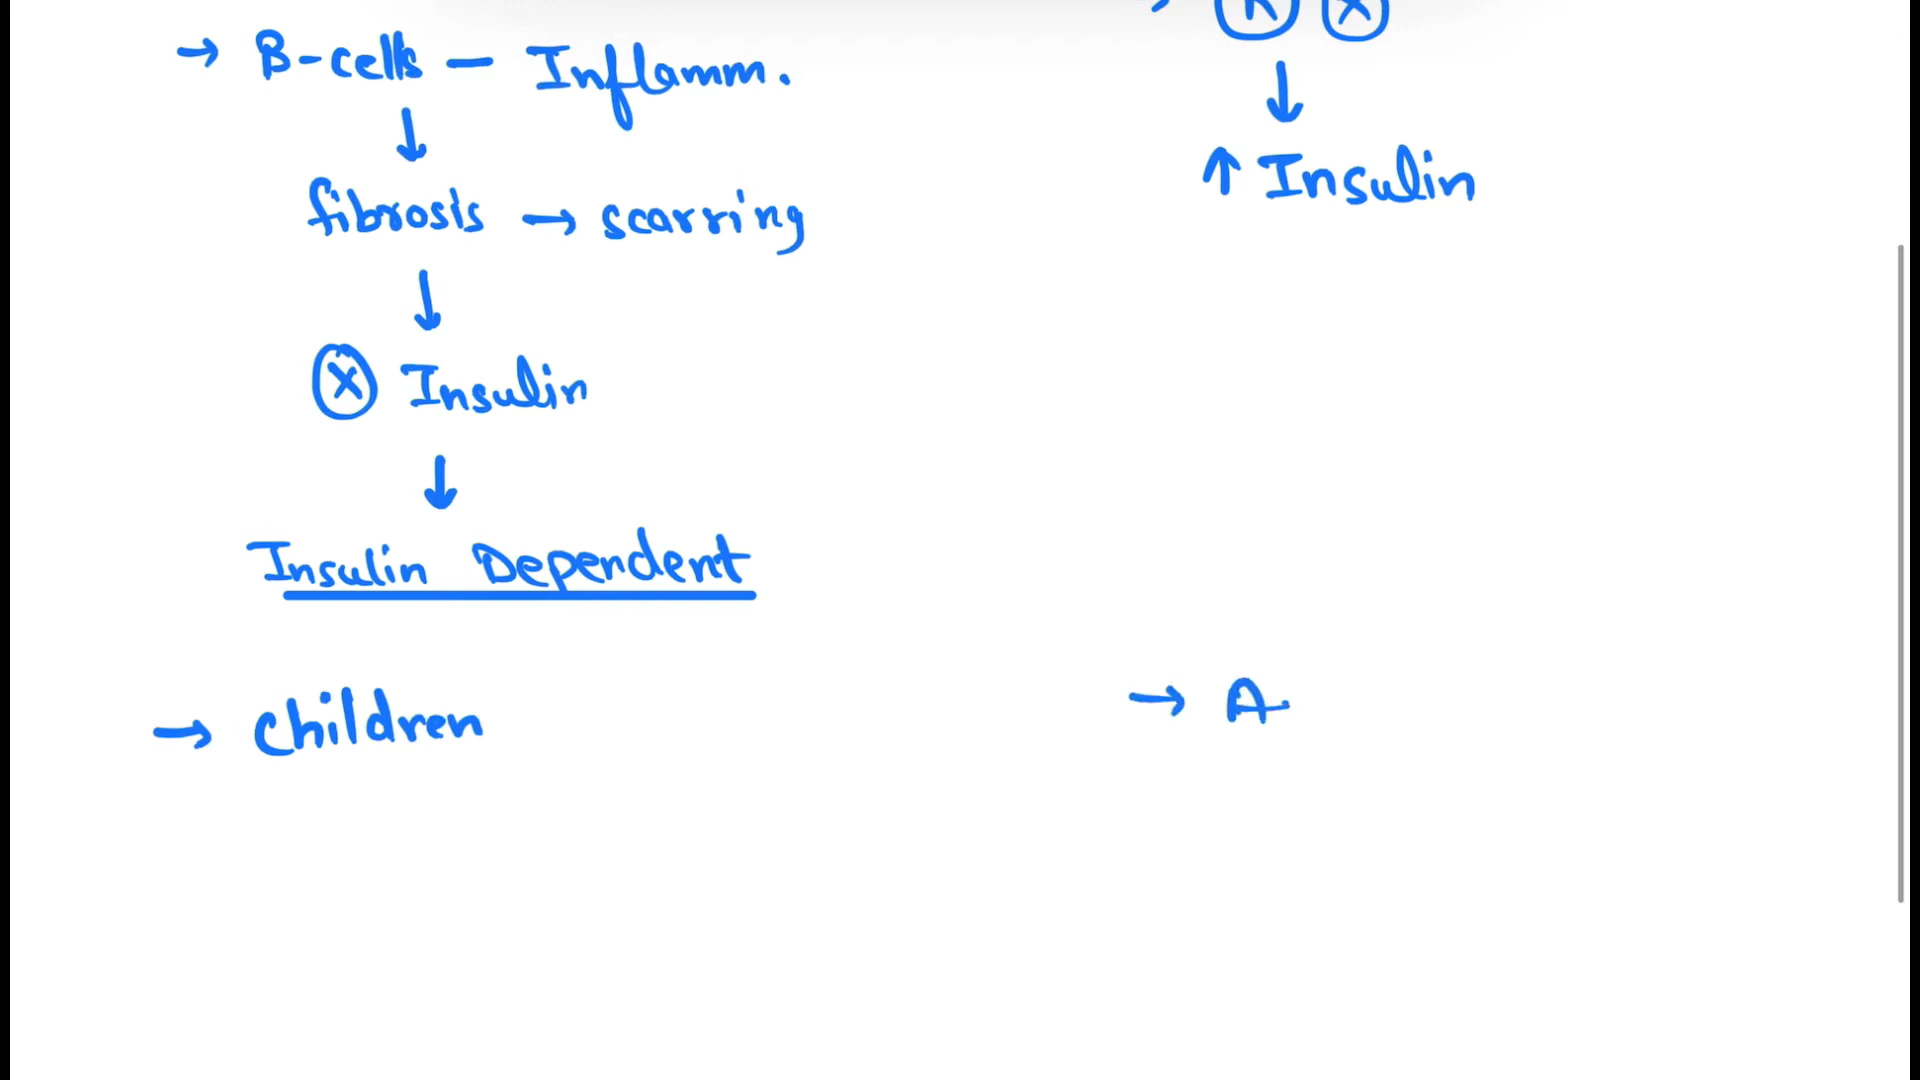 → B-cells — Inflamm.
↓
fibrosis → scarring
↓
ⓧ Insulin
↓
Insulin Dependent
→ children
→ Ⓡ ⓧ
↓
↑ Insulin
→ A